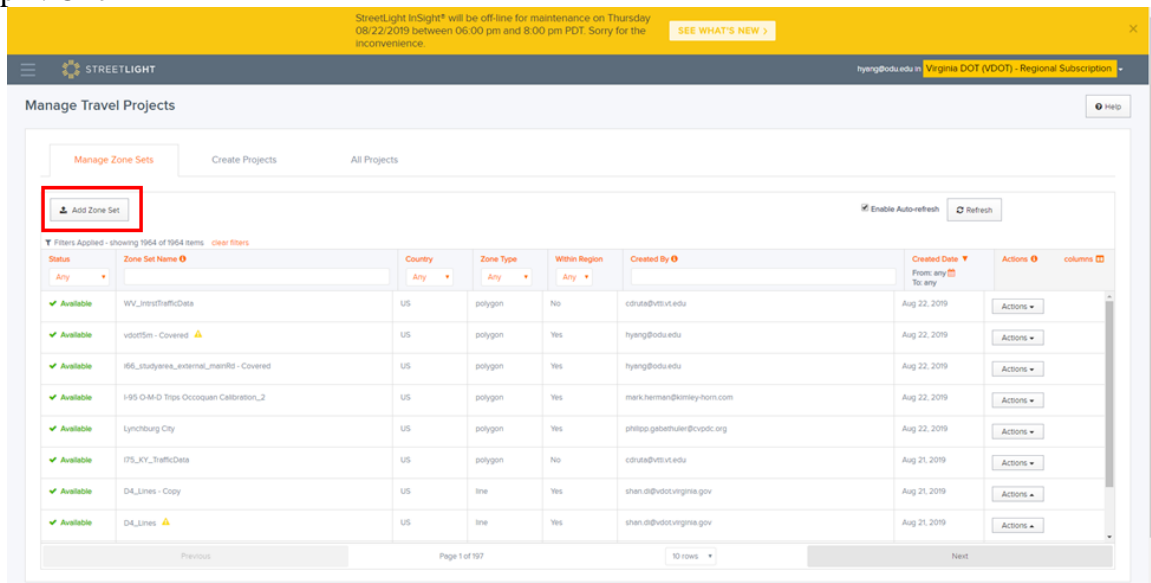 StreetLight InSight® will be off-line for maintenance on Thursday
08/22/2019 between 06:00 pm and 8:00 pm PDT. Sorry for the
inconvenience.
SEE WHAT'S NEW >
STREETLIGHT
hyang@odu.edu in Virginia DOT (VDOT) - Regional Subscription
Manage Travel Projects
Help
Manage Zone Sets Create Projects All Projects
Add Zone Set
Enable Auto-refresh Refresh
Filters Applied - showing 1964 of 1964 items clear filters
Status Zone Set Name Country Zone Type Within Region Created By Created Date Actions columns
Any Any Any Any From: any
To: any
Available WV_IntrstTrafficData US polygon No cdruta@vtti.vt.edu Aug 22, 2019 Actions
Available vdot15m - Covered US polygon Yes hyang@odu.edu Aug 22, 2019 Actions
Available i66_studyarea_external_mainRd - Covered US polygon Yes hyang@odu.edu Aug 22, 2019 Actions
Available I-95 O-M-D Trips Occoquan Calibration_2 US polygon Yes mark.herman@kimley-horn.com Aug 22, 2019 Actions
Available Lynchburg City US polygon Yes philipp.gabathuler@cvpdc.org Aug 22, 2019 Actions
Available I75_KY_TrafficData US polygon No cdruta@vtti.vt.edu Aug 21, 2019 Actions
Available D4_Lines - Copy US line Yes shan.di@vdot.virginia.gov Aug 21, 2019 Actions
Available D4_Lines US line Yes shan.di@vdot.virginia.gov Aug 21, 2019 Actions
Previous Page 1 of 197 10 rows Next